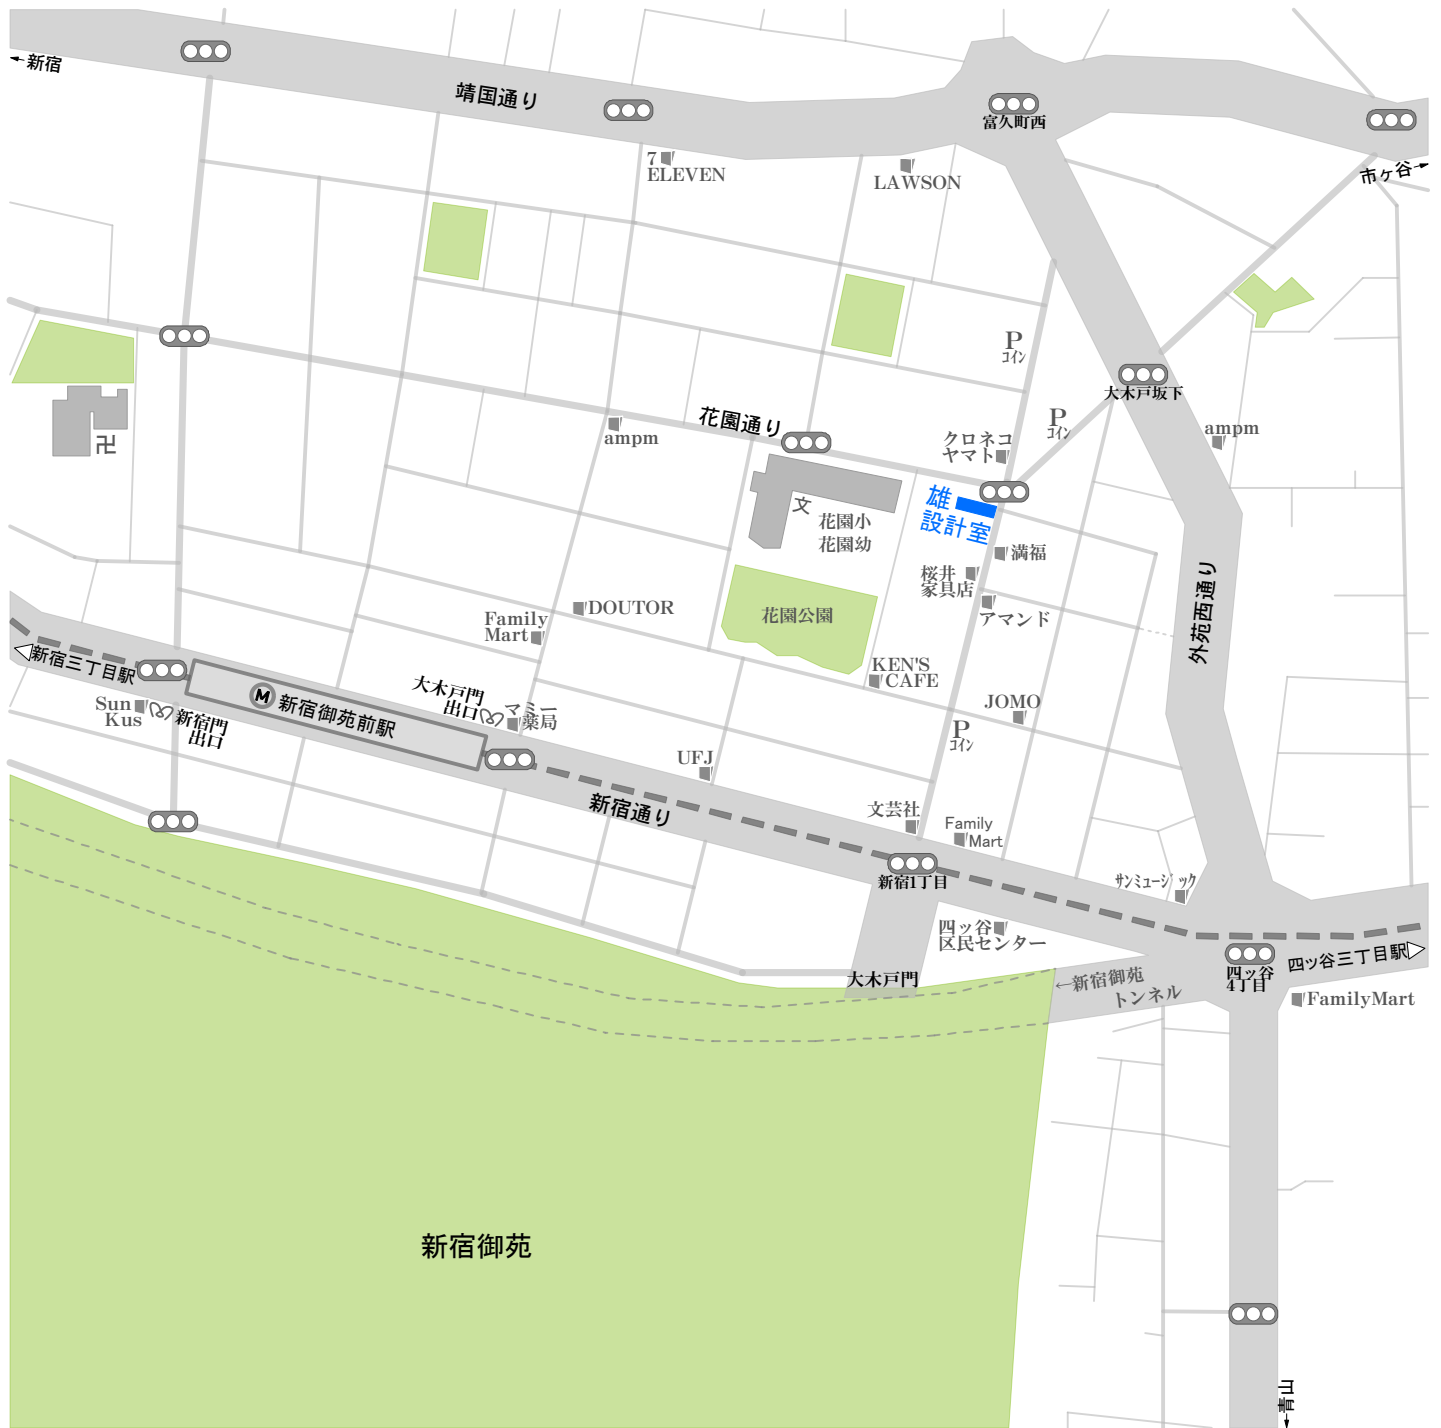 ←新宿
靖国通り
富久町西
市ヶ谷→
7
ELEVEN
LAWSON
P
コイン
大木戸坂下
P
コイン
花園通り
ampm
クロネコ
ヤマト
ampm
卍
雄
設計室
文
花園小
花園幼
満福
桜井
家具店
アマンド
花園公園
外苑西通り
Family
Mart
DOUTOR
新宿三丁目駅
KEN'S
CAFE
JOMO
Sun
Kus
新宿門
出口
M
新宿御苑前駅
大木戸門
出口
マミー
薬局
P
コイン
UFJ
新宿通り
文芸社
Family
Mart
新宿1丁目
サンミュージック
四ッ谷
区民センター
四ッ谷三丁目駅
四ッ谷
4丁目
大木戸門
←新宿御苑
トンネル
FamilyMart
新宿御苑
青山→